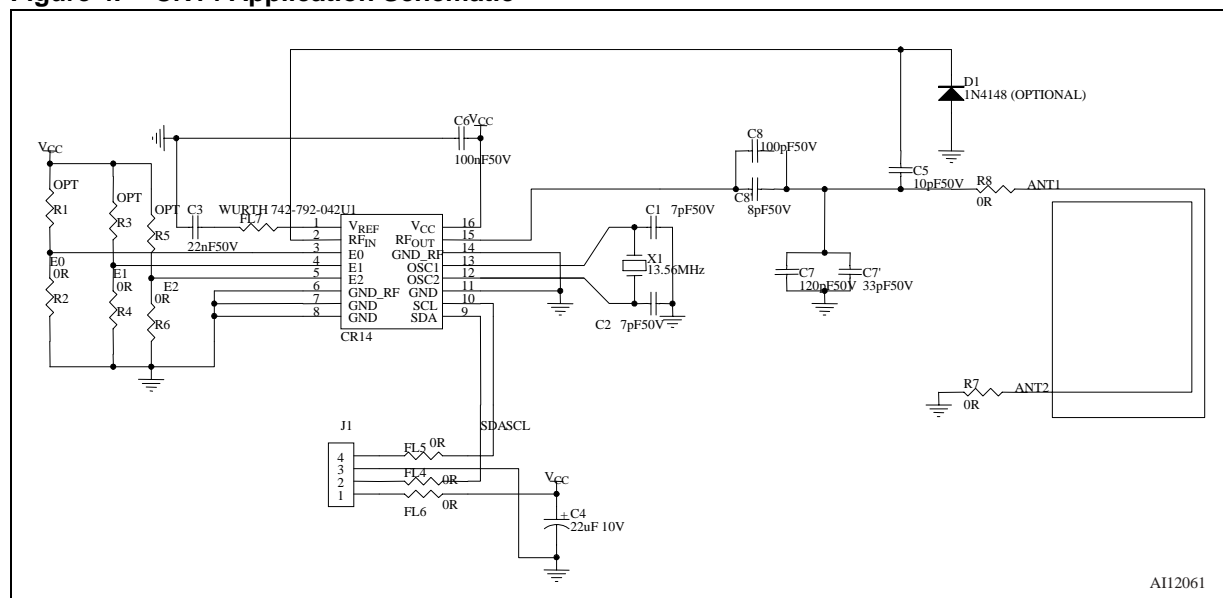 Figure 4. CR14 Application Schematic
D1
1N4148 (OPTIONAL)
C6
VCC
100nF50V
C8
100pF50V
C8'
8pF50V
C5
10pF50V
R8
0R
ANT1
VCC
OPT
R1
OPT
R3
OPT
R5
C3
22nF50V
WURTH 742-792-042
FL7
U1
1 VREF VCC 16
2 RFIN RFOUT 15
3 E0 GND_RF 14
4 E1 OSC1 13
5 E2 OSC2 12
6 GND_RF GND 11
7 GND SCL 10
8 GND SDA 9
CR14
C1 7pF50V
X1
13.56MHz
C2 7pF50V
C7
120pF50V
C7'
33pF50V
E0
0R
R2
E1
0R
R4
E2
0R
R6
R7
0R
ANT2
J1
SDA
SCL
4
3
2
1
FL5
0R
FL4
0R
FL6
0R
VCC
+
C4
22uF 10V
AI12061